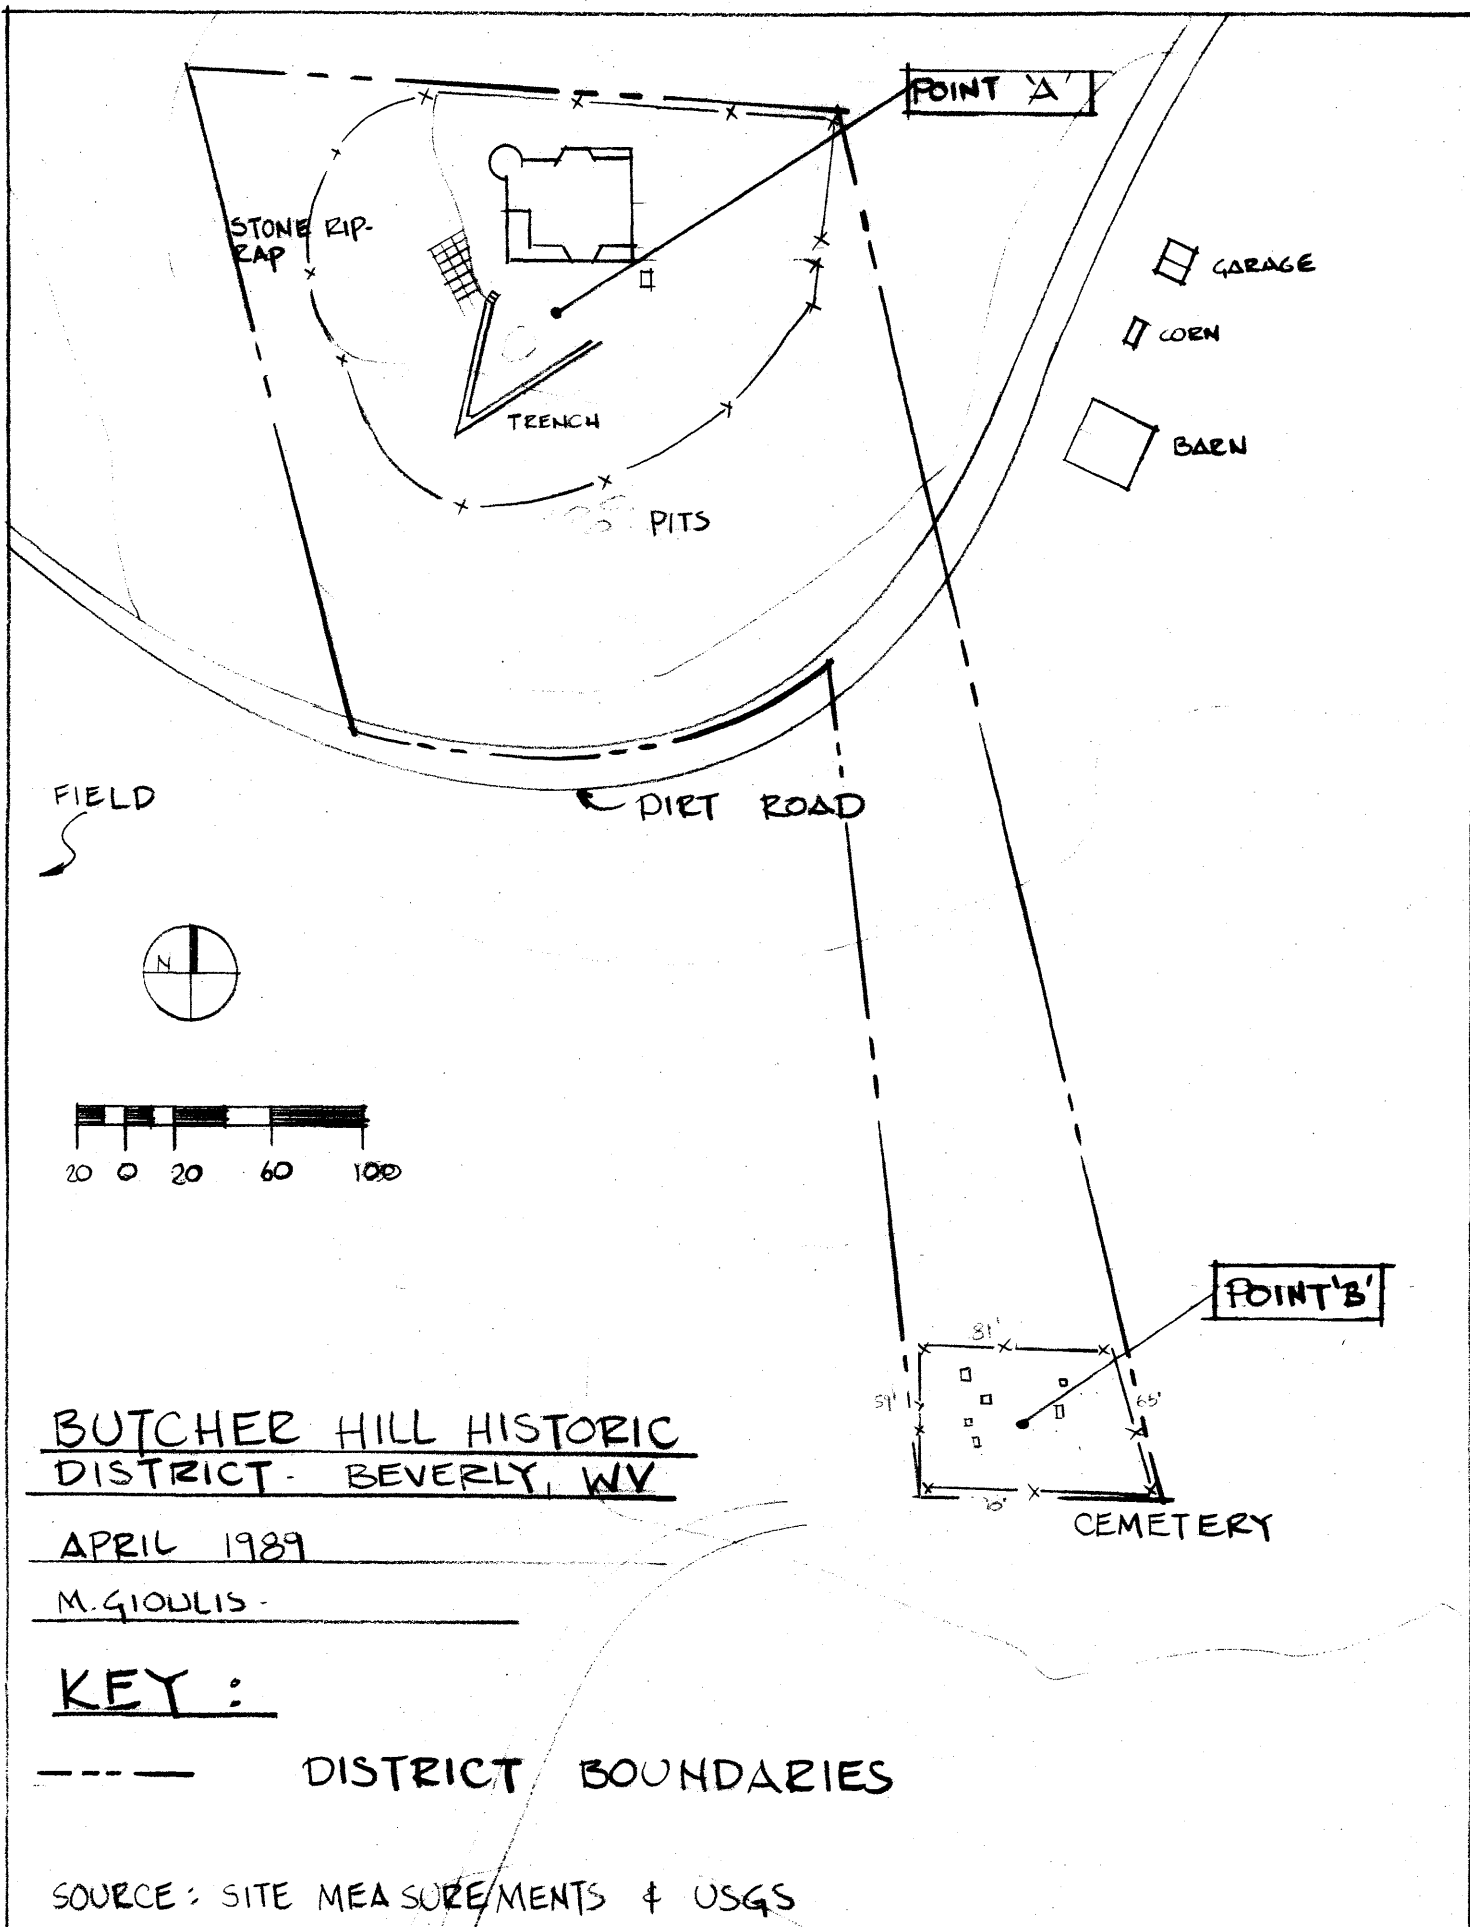 POINT 'A'
STONE RIP-
RAP
GARAGE
CORN
BARN
TRENCH
PITS
FIELD
DIRT ROAD
N
20 0 20 60 100
POINT 'B'
81'
59'
65'
CEMETERY
BUTCHER HILL HISTORIC
DISTRICT - BEVERLY, WV
APRIL 1989
M. GIOULIS -
KEY :
DISTRICT BOUNDARIES
SOURCE: SITE MEASUREMENTS & USGS